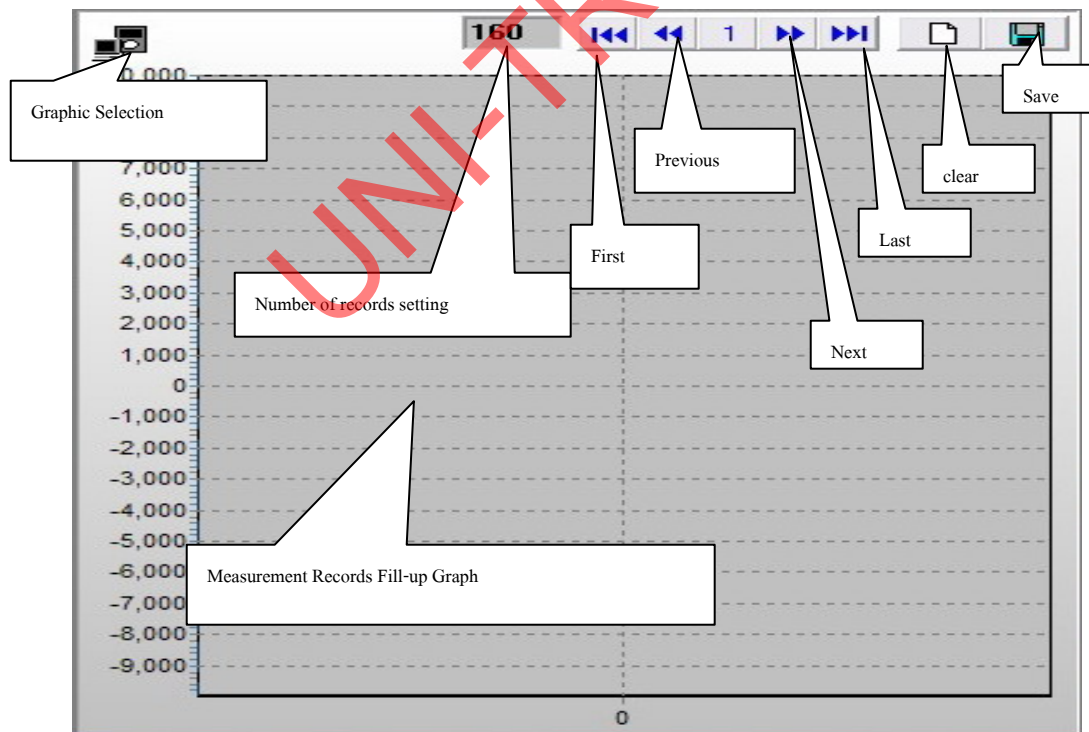 160
1
Graphic Selection
Save
Previous
clear
First
Last
Number of records setting
Next
Measurement Records Fill-up Graph
7,000
6,000
5,000
4,000
3,000
2,000
1,000
0
-1,000
-2,000
-3,000
-4,000
-5,000
-6,000
-7,000
-8,000
-9,000
0
UNI-TR